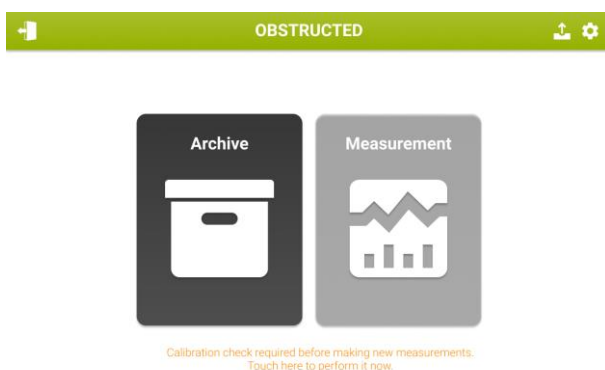 OBSTRUCTED
Archive
Measurement
Calibration check required before making new measurements.
Touch here to perform it now.